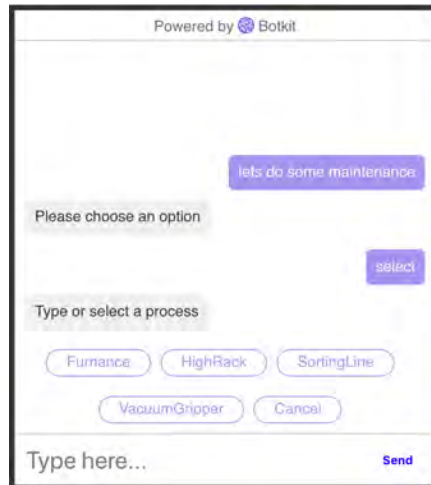 Powered by Botkit
lets do some maintenance
Please choose an option
select
Type or select a process
Furnance HighRack SortingLine
VacuumGripper Cancel
Type here... Send